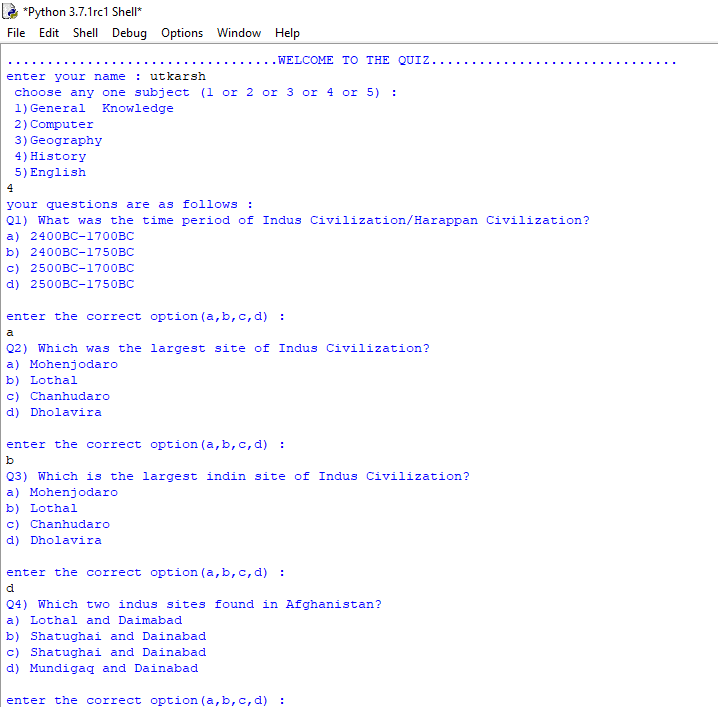 *Python 3.7.1rc1 Shell*
File Edit Shell Debug Options Window Help
..................................WELCOME TO THE QUIZ...............................
enter your name : utkarsh
choose any one subject (1 or 2 or 3 or 4 or 5) :
1)General  Knowledge
2)Computer
3)Geography
4)History
5)English
4
your questions are as follows :
Q1) What was the time period of Indus Civilization/Harappan Civilization?
a) 2400BC-1700BC
b) 2400BC-1750BC
c) 2500BC-1700BC
d) 2500BC-1750BC
enter the correct option(a,b,c,d) :
a
Q2) Which was the largest site of Indus Civilization?
a) Mohenjodaro
b) Lothal
c) Chanhudaro
d) Dholavira
enter the correct option(a,b,c,d) :
b
Q3) Which is the largest indin site of Indus Civilization?
a) Mohenjodaro
b) Lothal
c) Chanhudaro
d) Dholavira
enter the correct option(a,b,c,d) :
d
Q4) Which two indus sites found in Afghanistan?
a) Lothal and Daimabad
b) Shatughai and Dainabad
c) Shatughai and Dainabad
d) Mundigaq and Dainabad
enter the correct option(a,b,c,d) :